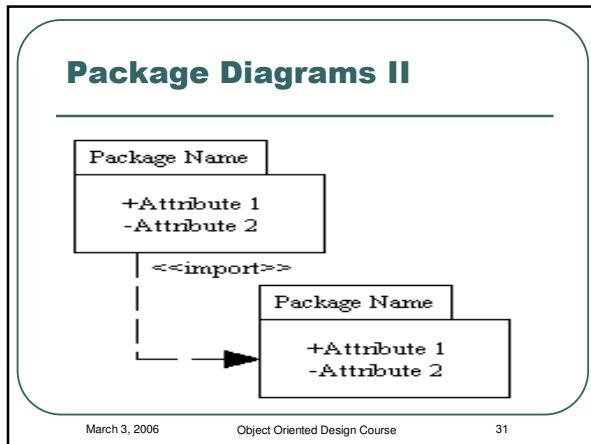 Package Diagrams II
Package Name
+Attribute 1
-Attribute 2
<<import>>
Package Name
+Attribute 1
-Attribute 2
March 3, 2006 Object Oriented Design Course 31